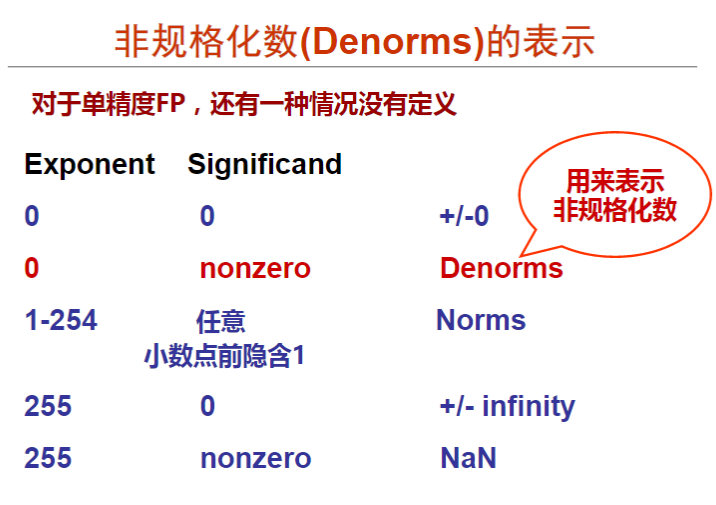 非规格化数(Denorms)的表示
对于单精度FP，还有一种情况没有定义
Exponent Significand
用来表示
非规格化数
0 0 +/-0
0 nonzero Denorms
1-254 任意 Norms
小数点前隐含1
255 0 +/- infinity
255 nonzero NaN